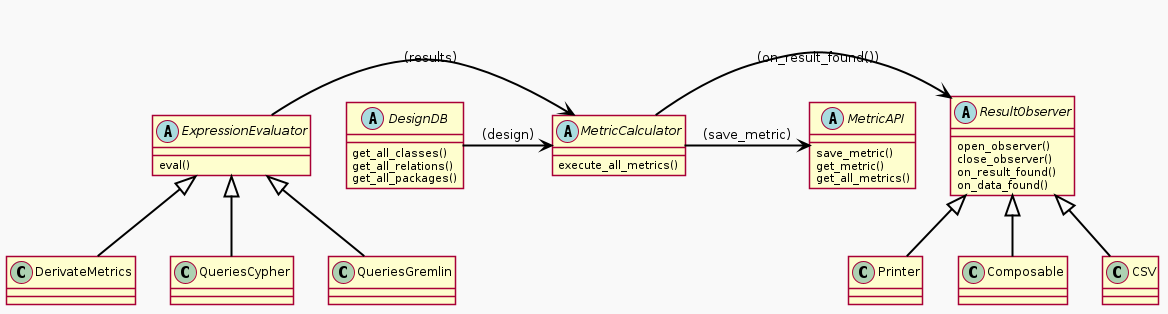 (results)
(on_result_found())
A ExpressionEvaluator
eval()
A DesignDB
get_all_classes()
get_all_relations()
get_all_packages()
(design)
A MetricCalculator
execute_all_metrics()
(save_metric)
A MetricAPI
save_metric()
get_metric()
get_all_metrics()
A ResultObserver
open_observer()
close_observer()
on_result_found()
on_data_found()
C DerivateMetrics
C QueriesCypher
C QueriesGremlin
C Printer
C Composable
C CSV